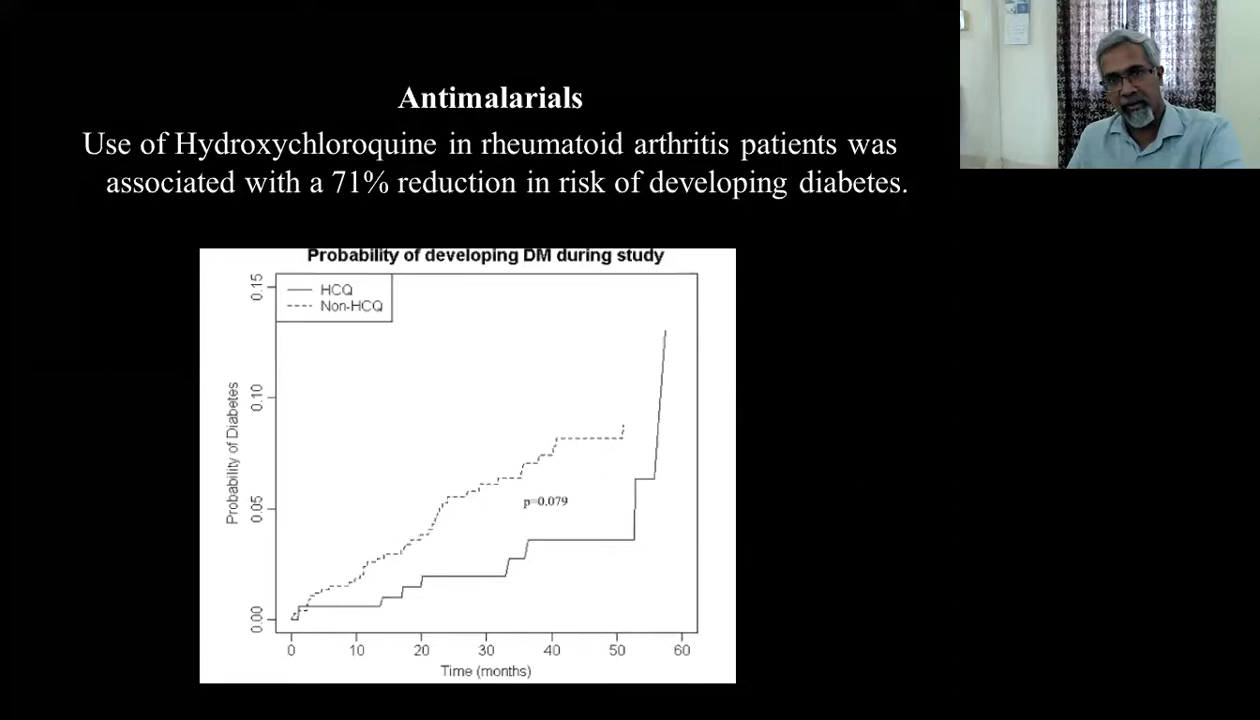 Antimalarials
Use of Hydroxychloroquine in rheumatoid arthritis patients was
associated with a 71% reduction in risk of developing diabetes.
Probability of developing DM during study
HCQ
Non-HCQ
Probability of Diabetes
0.15
0.10
0.05
0.00
p=0.079
0 10 20 30 40 50 60
Time (months)